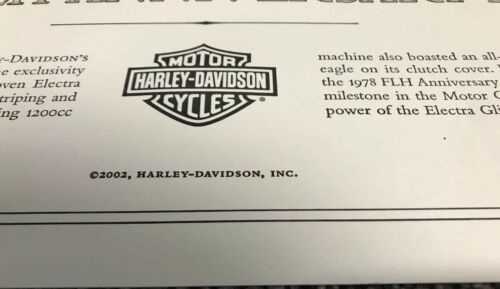 -DAVIDSON'S
e exclusivity
oven Electra
triping and
ng 1200cc
MOTOR
HARLEY-DAVIDSON
CYCLES
®
machine also boasted an all-
eagle on its clutch cover.
the 1978 FLH Anniversary
milestone in the Motor C
power of the Electra Gl
©2002, HARLEY-DAVIDSON, INC.